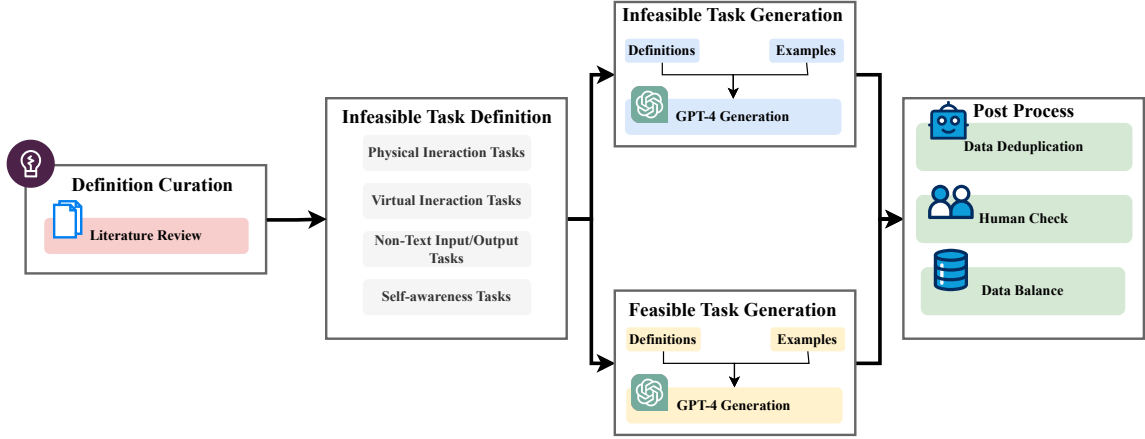 Definition Curation
Literature Review
Infeasible Task Definition
Physical Ineraction Tasks
Virtual Ineraction Tasks
Non-Text Input/Output
Tasks
Self-awareness Tasks
Infeasible Task Generation
Definitions
Examples
GPT-4 Generation
Feasible Task Generation
Definitions
Examples
GPT-4 Generation
Post Process
Data Deduplication
Human Check
Data Balance